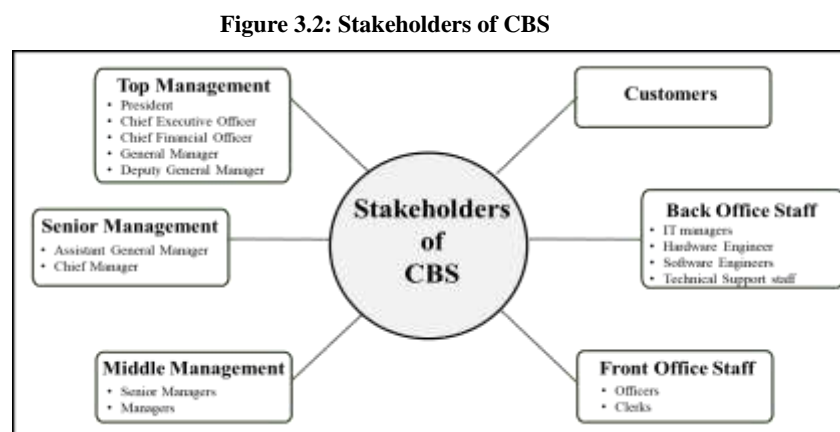 Figure 3.2: Stakeholders of CBS
Top Management
• President
• Chief Executive Officer
• Chief Financial Officer
• General Manager
• Deputy General Manager
Customers
Stakeholders
of
CBS
Senior Management
• Assistant General Manager
• Chief Manager
Back Office Staff
• IT managers
• Hardware Engineer
• Software Engineers
• Technical Support staff
Middle Management
• Senior Managers
• Managers
Front Office Staff
• Officers
• Clerks